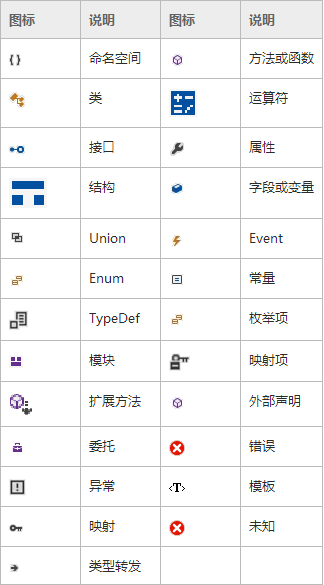 图标 说明 图标 说明
{} 命名空间 方法或函数
类 运算符
接口 属性
结构 字段或变量
Union Event
Enum 常量
TypeDef 枚举项
模块 映射项
扩展方法 外部声明
委托 错误
异常 <T> 模板
映射 未知
类型转发